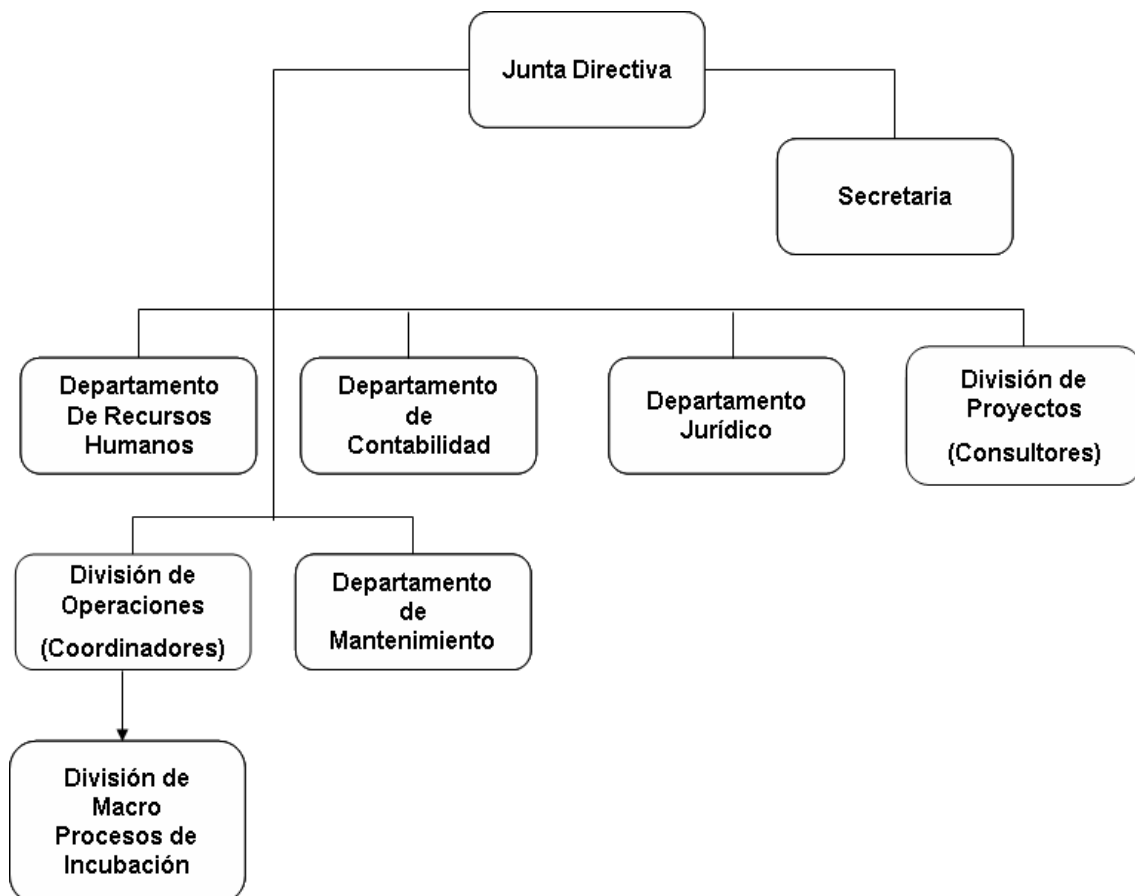 Junta Directiva
Secretaria
Departamento
De Recursos
Humanos
Departamento
de
Contabilidad
Departamento
Jurídico
División de
Proyectos
(Consultores)
División de
Operaciones
(Coordinadores)
Departamento
de
Mantenimiento
División de
Macro
Procesos de
Incubación